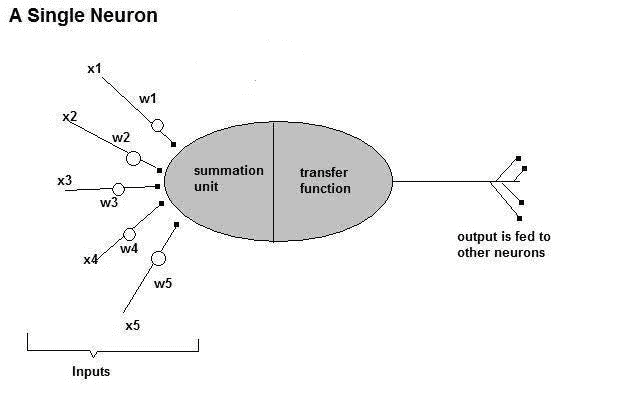 A Single Neuron
x1
w1
x2
w2
x3
w3
x4
w4
w5
x5
summation
unit
transfer
function
output is fed to
other neurons
Inputs